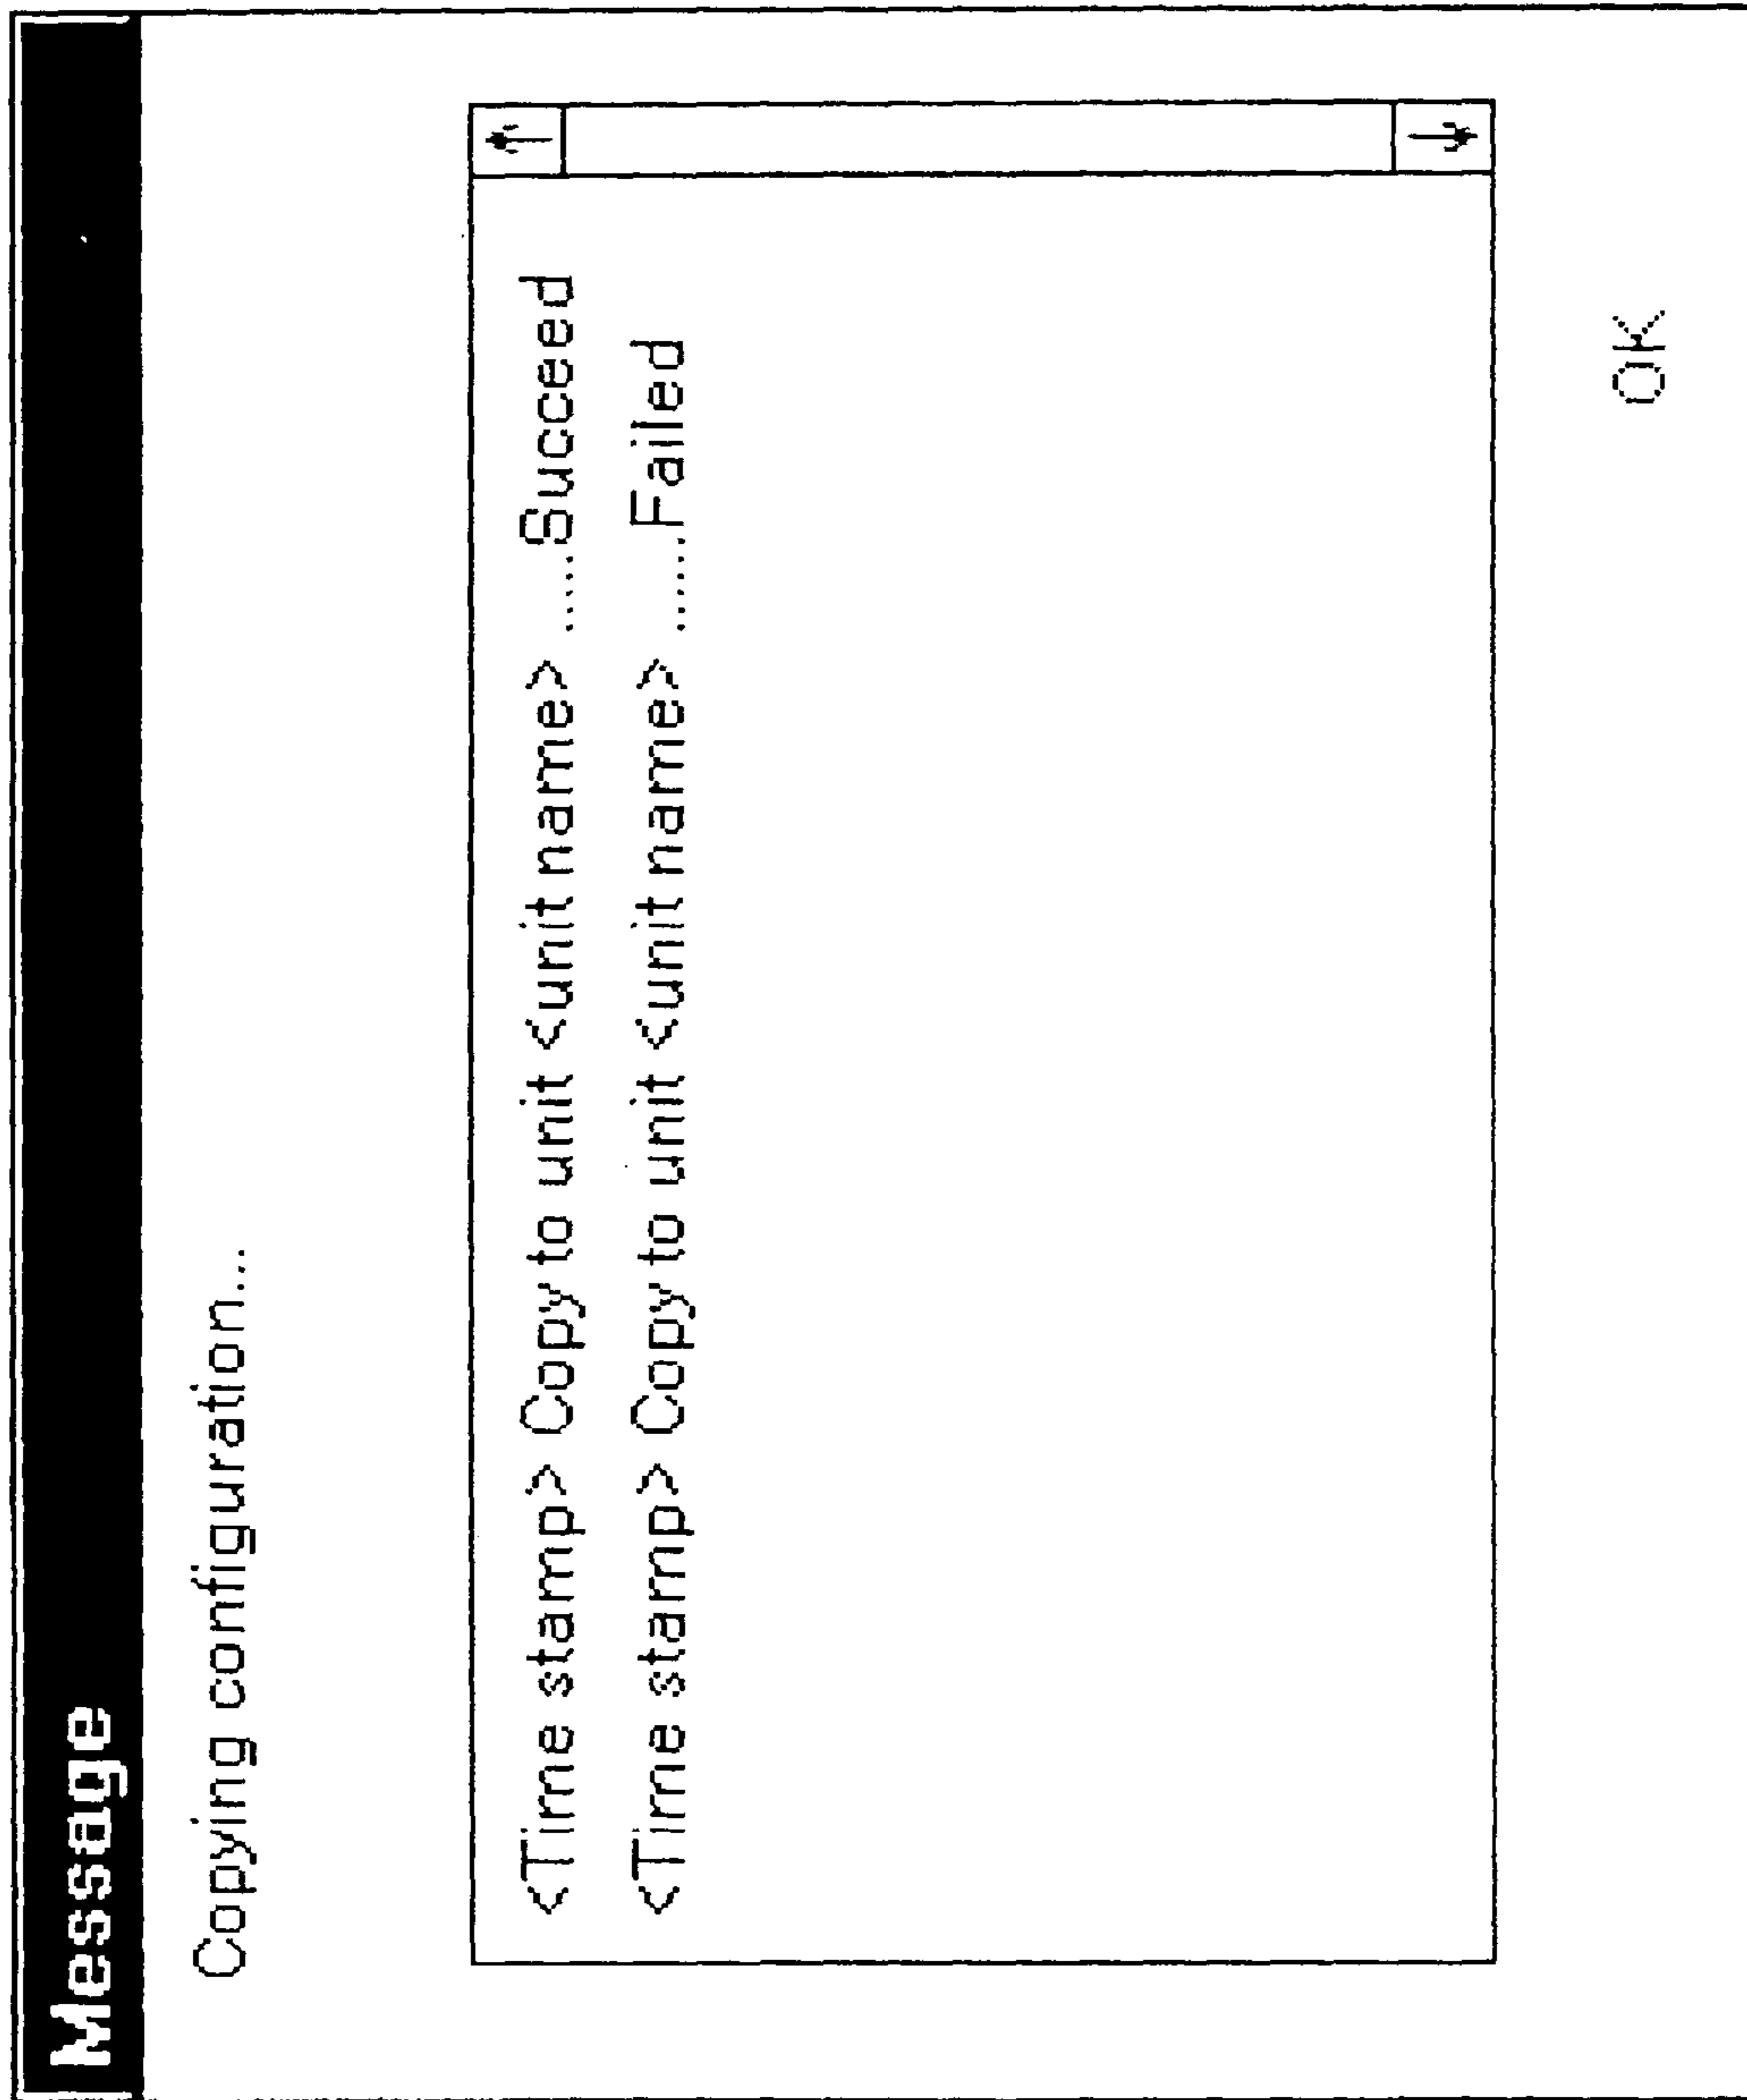 Message
Copying configuration...
<Time stamp> Copy to unit <unit name> .....Succeed
<Time stamp> Copy to unit <unit name> ......Failed
OK